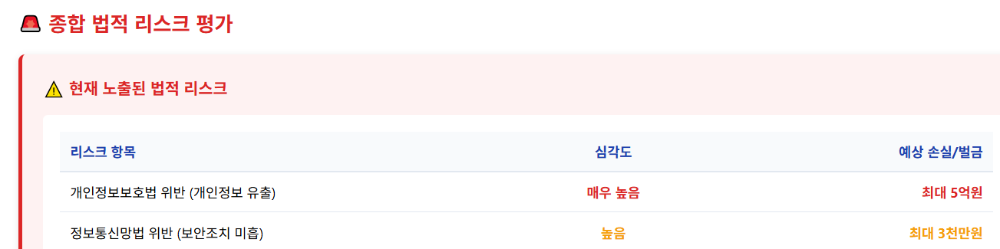 🚨 종합 법적 리스크 평가
⚠️ 현재 노출된 법적 리스크
리스크 항목 심각도 예상 손실/벌금
개인정보보호법 위반 (개인정보 유출) 매우 높음 최대 5억원
정보통신망법 위반 (보안조치 미흡) 높음 최대 3천만원